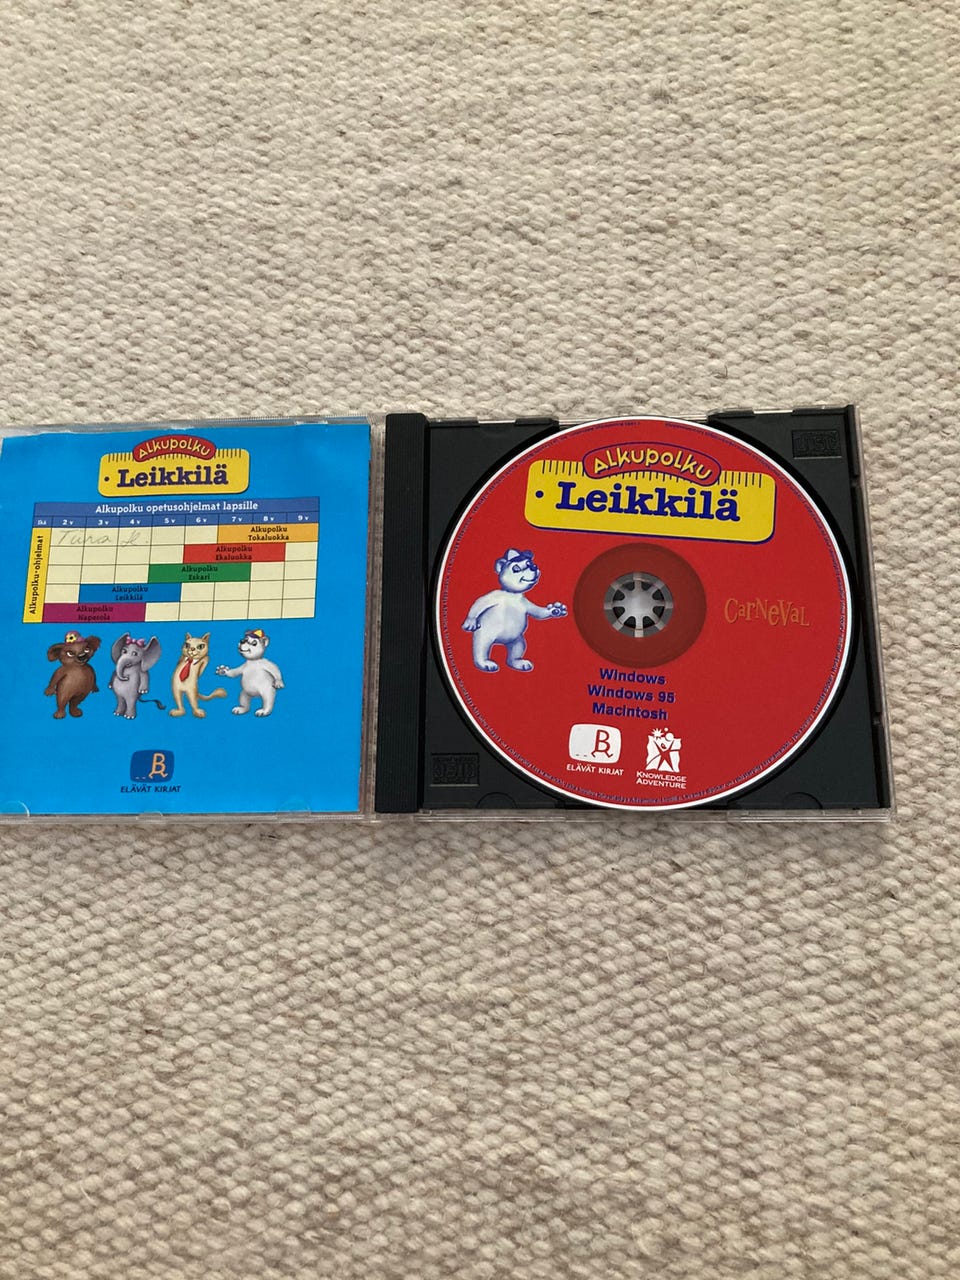 Alkupolku
Leikkilä
Alkupolku opetusohjelmat lapsille
Ikä 2 v 3 v 4 v 5 v 6 v 7 v 8 v 9 v
Alkupolku-ohjelmat
Alkupolku
Tokaluokka
Alkupolku
Ekaluokka
Alkupolku
Eskari
Alkupolku
Leikkilä
Alkupolku
Naperola
B
ELÄVÄT KIRJAT
Alkupolku
Leikkilä
Carneval
Windows
Windows 95
Macintosh
B
ELÄVÄT KIRJAT
Knowledge
Adventure